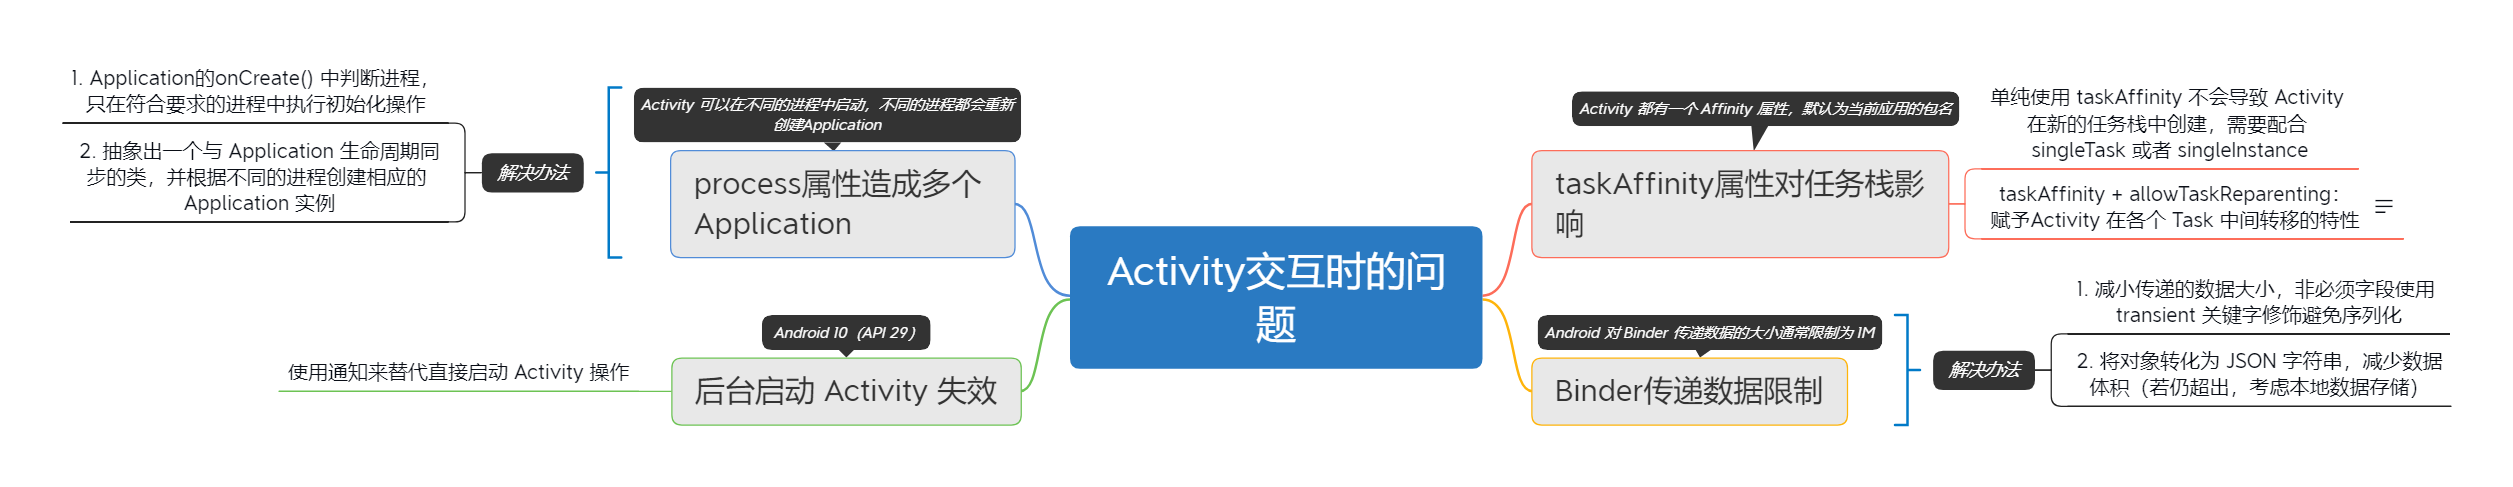 Activity交互时的问
题
Activity 都有一个 Affinity 属性，默认为当前应用的包名
taskAffinity属性对任务栈影
响
单纯使用 taskAffinity 不会导致 Activity
在新的任务栈中创建，需要配合
singleTask 或者 singleInstance
taskAffinity + allowTaskReparenting：
赋予Activity 在各个 Task 中间转移的特性
Android 对 Binder 传递数据的大小通常限制为 1M
Binder传递数据限制
解决办法
1. 减小传递的数据大小，非必须字段使用
transient 关键字修饰避免序列化
2. 将对象转化为 JSON 字符串，减少数据
体积（若仍超出，考虑本地数据存储）
Activity 可以在不同的进程中启动，不同的进程都会重新
创建Application
process属性造成多个
Application
解决办法
1. Application的onCreate() 中判断进程，
只在符合要求的进程中执行初始化操作
2. 抽象出一个与 Application 生命周期同
步的类，并根据不同的进程创建相应的
Application 实例
Android 10（API 29）
后台启动 Activity 失效
使用通知来替代直接启动 Activity 操作